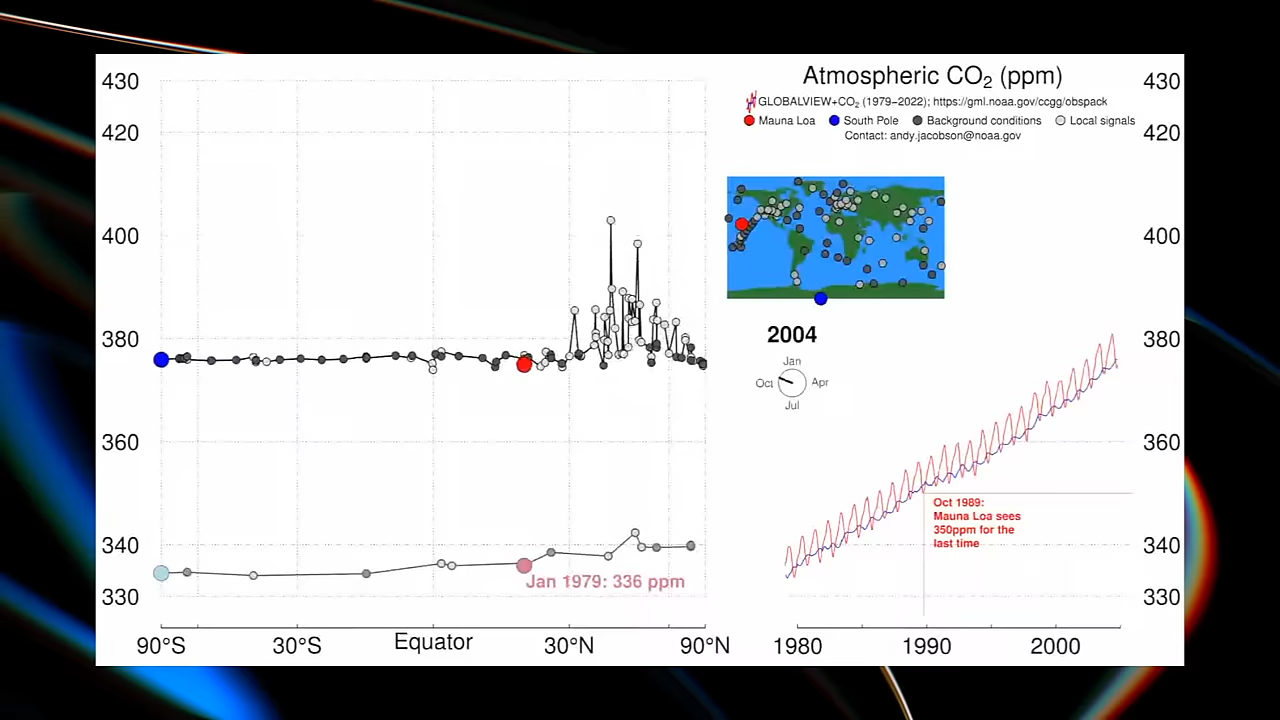 Atmospheric CO₂ (ppm)
GLOBALVIEW+CO₂ (1979−2022); https://gml.noaa.gov/ccgg/obspack
Mauna Loa South Pole Background conditions Local signals
Contact: andy.jacobson@noaa.gov
430
420
400
380
360
340
330
90°S 30°S Equator 30°N 90°N
Jan 1979: 336 ppm
2004
Jan
Oct Apr
Jul
Oct 1989:
Mauna Loa sees
350ppm for the
last time
430
420
400
380
360
340
330
1980 1990 2000